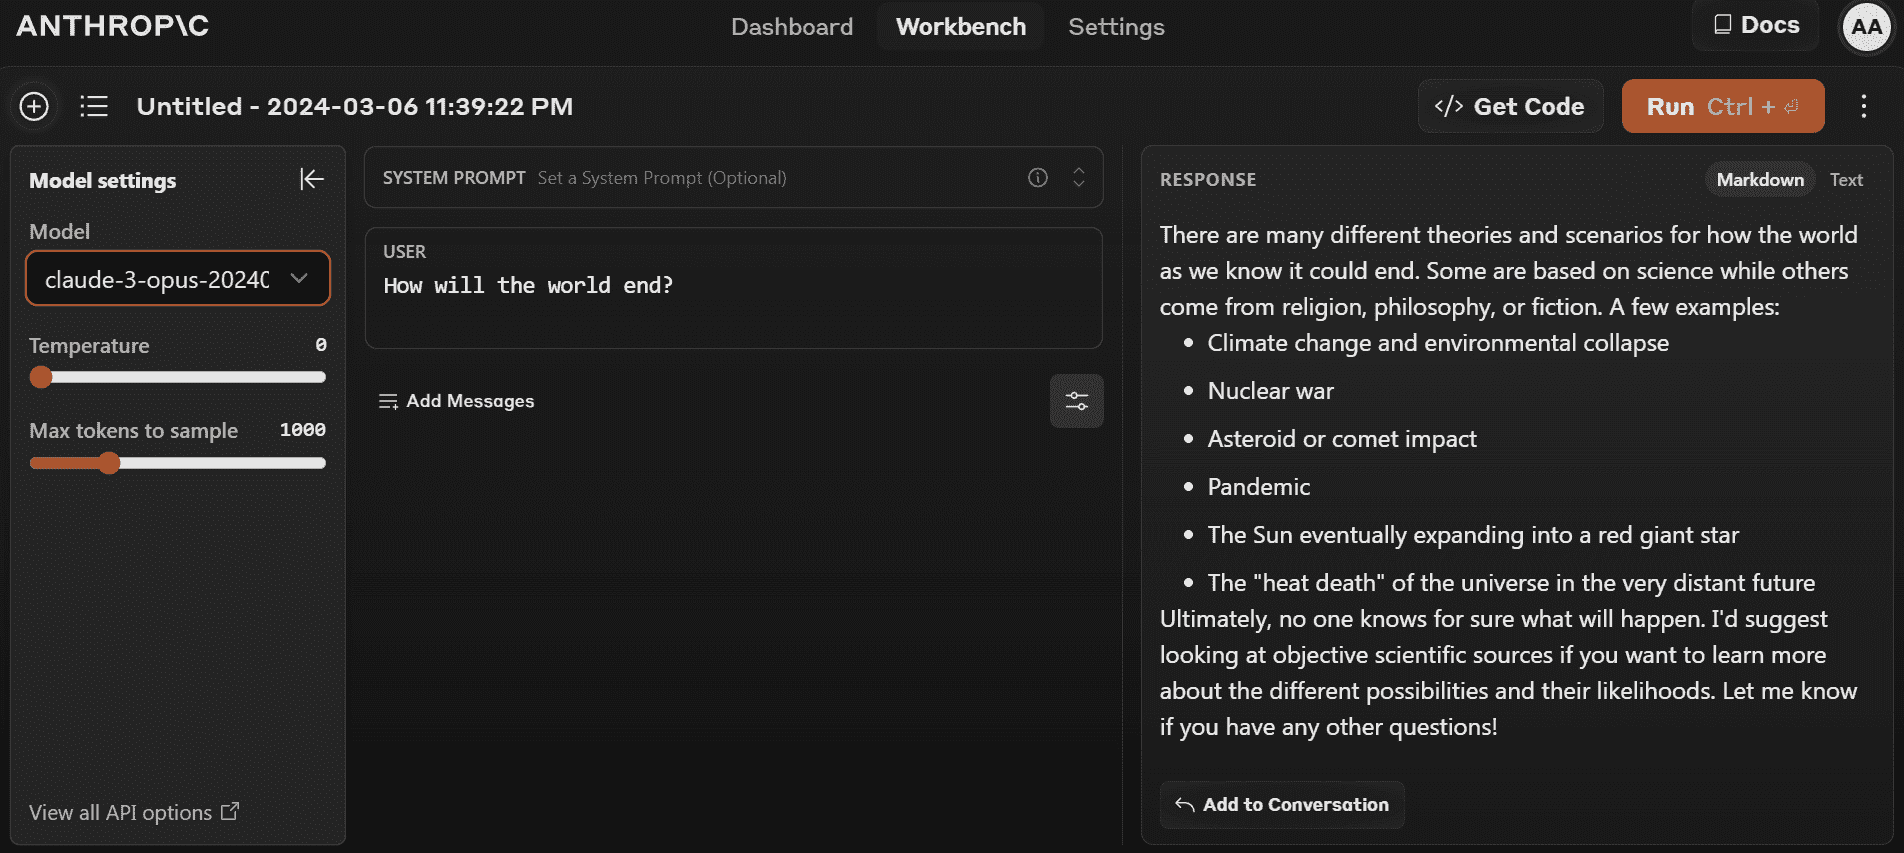 ANTHROP\C
Dashboard
Workbench
Settings
Docs
AA
Untitled - 2024-03-06 11:39:22 PM
</> Get Code
Run Ctrl + ⏎
Model settings
Model
claude-3-opus-20240
Temperature 0
Max tokens to sample 1000
View all API options
SYSTEM PROMPT Set a System Prompt (Optional)
USER
How will the world end?
Add Messages
RESPONSE
Markdown
Text
There are many different theories and scenarios for how the world
as we know it could end. Some are based on science while others
come from religion, philosophy, or fiction. A few examples:
• Climate change and environmental collapse
• Nuclear war
• Asteroid or comet impact
• Pandemic
• The Sun eventually expanding into a red giant star
• The "heat death" of the universe in the very distant future
Ultimately, no one knows for sure what will happen. I'd suggest
looking at objective scientific sources if you want to learn more
about the different possibilities and their likelihoods. Let me know
if you have any other questions!
Add to Conversation